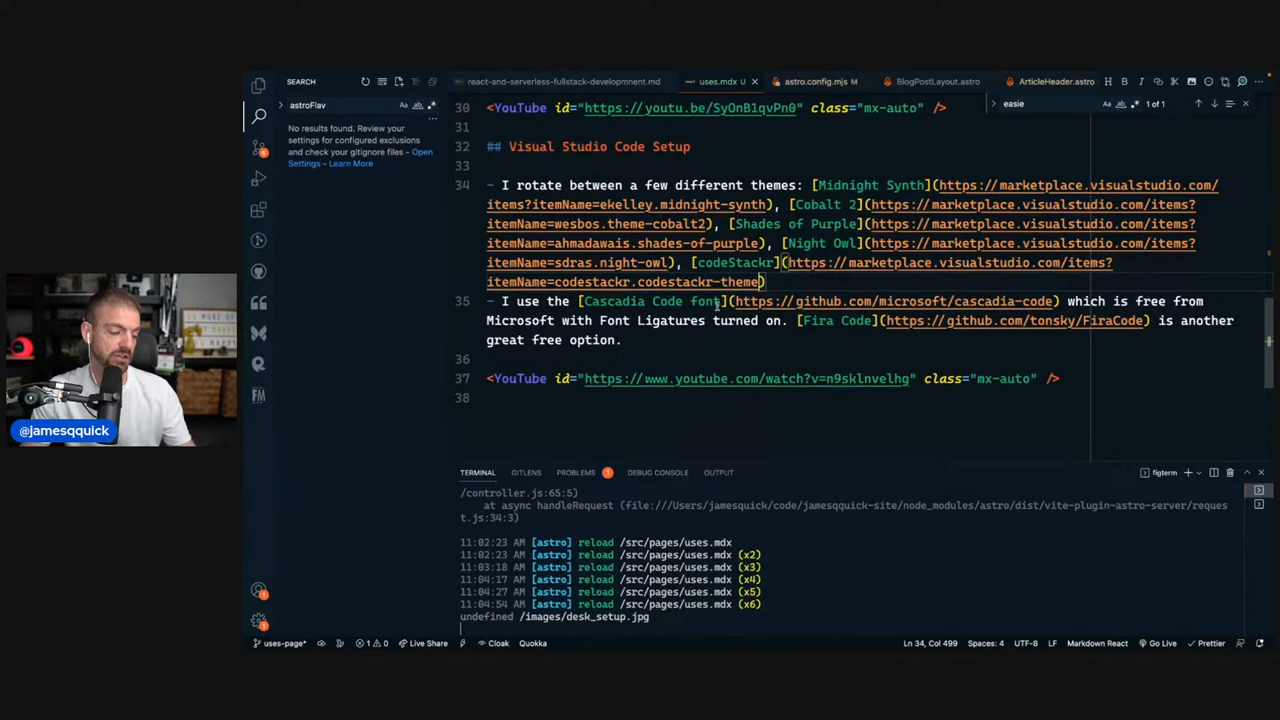 SEARCH
react-and-serverless-fullstack-developmnent.md
uses.mdx U
astro.config.mjs M
BlogPostLayout.astro
ArticleHeader.astro
astroFlav
easie
1 of 1
No results found. Review your
settings for configured exclusions
and check your gitignore files - Open
Settings - Learn More
30 <YouTube id="https://youtu.be/SyOnB1qvPn0" class="mx-auto" />
31
32 ## Visual Studio Code Setup
33
34 - I rotate between a few different themes: [Midnight Synth](https://marketplace.visualstudio.com/
items?itemName=ekelley.midnight-synth), [Cobalt 2](https://marketplace.visualstudio.com/items?
itemName=wesbos.theme-cobalt2), [Shades of Purple](https://marketplace.visualstudio.com/items?
itemName=ahmadawais.shades-of-purple), [Night Owl](https://marketplace.visualstudio.com/items?
itemName=sdras.night-owl), [codeStackr](https://marketplace.visualstudio.com/items?
itemName=codestackr.codestackr-theme)
35 - I use the [Cascadia Code font](https://github.com/microsoft/cascadia-code) which is free from
Microsoft with Font Ligatures turned on. [Fira Code](https://github.com/tonsky/FiraCode) is another
great free option.
36
37 <YouTube id="https://www.youtube.com/watch?v=n9sklnvelhg" class="mx-auto" />
38
@jamesqquick
TERMINAL GITLENS PROBLEMS 1 DEBUG CONSOLE OUTPUT
figterm
/controller.js:65:5)
at async handleRequest (file:///Users/jamesquick/code/jamesqquick-site/node_modules/astro/dist/vite-plugin-astro-server/reques
t.js:34:3)
11:02:23 AM [astro] reload /src/pages/uses.mdx
11:02:23 AM [astro] reload /src/pages/uses.mdx (x2)
11:03:18 AM [astro] reload /src/pages/uses.mdx (x3)
11:04:17 AM [astro] reload /src/pages/uses.mdx (x4)
11:04:27 AM [astro] reload /src/pages/uses.mdx (x5)
11:04:54 AM [astro] reload /src/pages/uses.mdx (x6)
undefined /images/desk_setup.jpg
uses-page* 1 0 Live Share Cloak Quokka Ln 34, Col 499 Spaces: 4 UTF-8 LF Markdown React Go Live Prettier